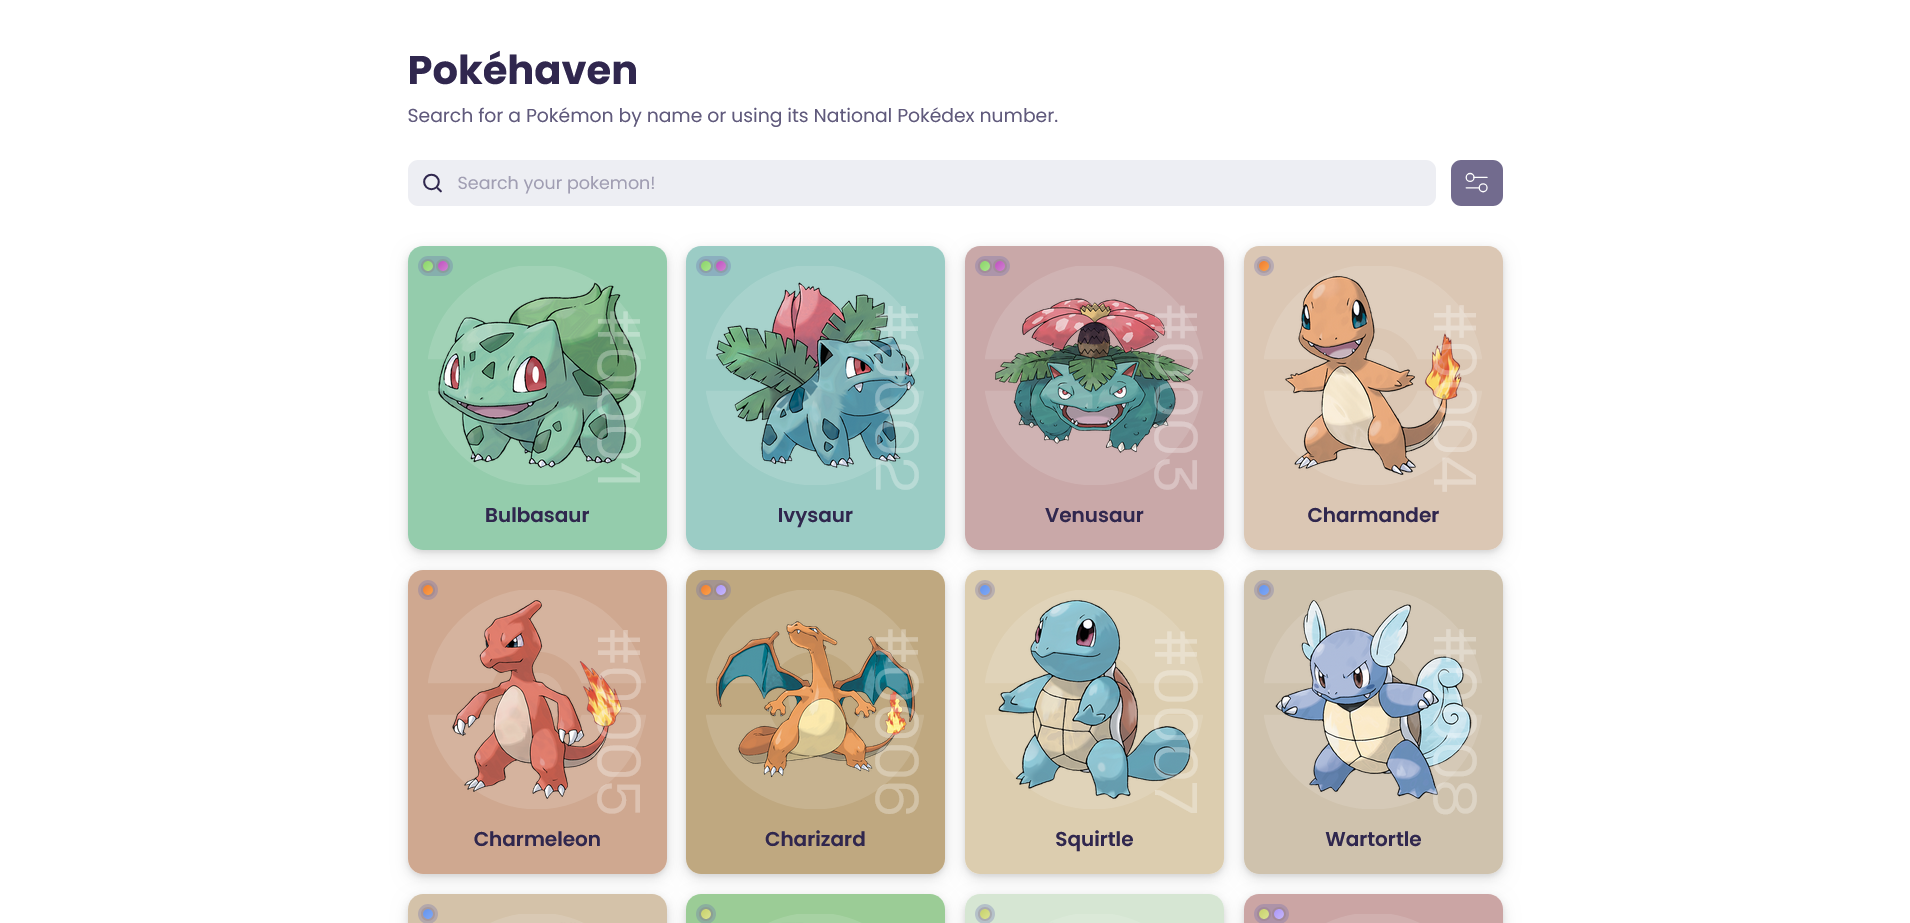 Pokéhaven
Search for a Pokémon by name or using its National Pokédex number.
Search your pokemon!
#0001
#0002
#0003
#0004
Bulbasaur
Ivysaur
Venusaur
Charmander
#0005
#0006
#0007
#0008
Charmeleon
Charizard
Squirtle
Wartortle